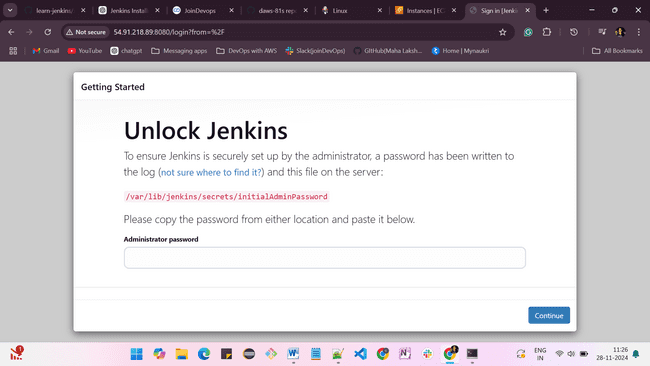 learn-jenkins/
Jenkins Install
JoinDevops
daws-81s rep
Linux
Instances | EC
Sign in [Jenki
Not secure
54.91.218.89:8080/login?from=%2F
Gmail
YouTube
chatgpt
Messaging apps
DevOps with AWS
Slack(joinDevOps)
GitHub(Maha Laksh...
Home | Mynaukri
All Bookmarks
Getting Started
Unlock Jenkins
To ensure Jenkins is securely set up by the administrator, a password has been written to
the log (not sure where to find it?) and this file on the server:
/var/lib/jenkins/secrets/initialAdminPassword
Please copy the password from either location and paste it below.
Administrator password
Continue
ENG
IN
11:26
28-11-2024